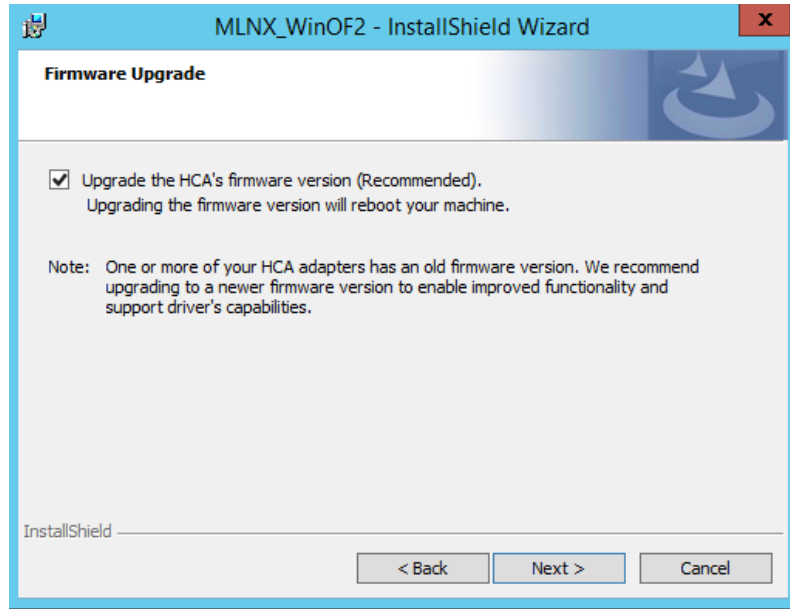 MLNX_WinOF2 - InstallShield Wizard
x
Firmware Upgrade
Upgrade the HCA's firmware version (Recommended).
Upgrading the firmware version will reboot your machine.
Note: One or more of your HCA adapters has an old firmware version. We recommend
upgrading to a newer firmware version to enable improved functionality and
support driver's capabilities.
InstallShield
< Back Next > Cancel